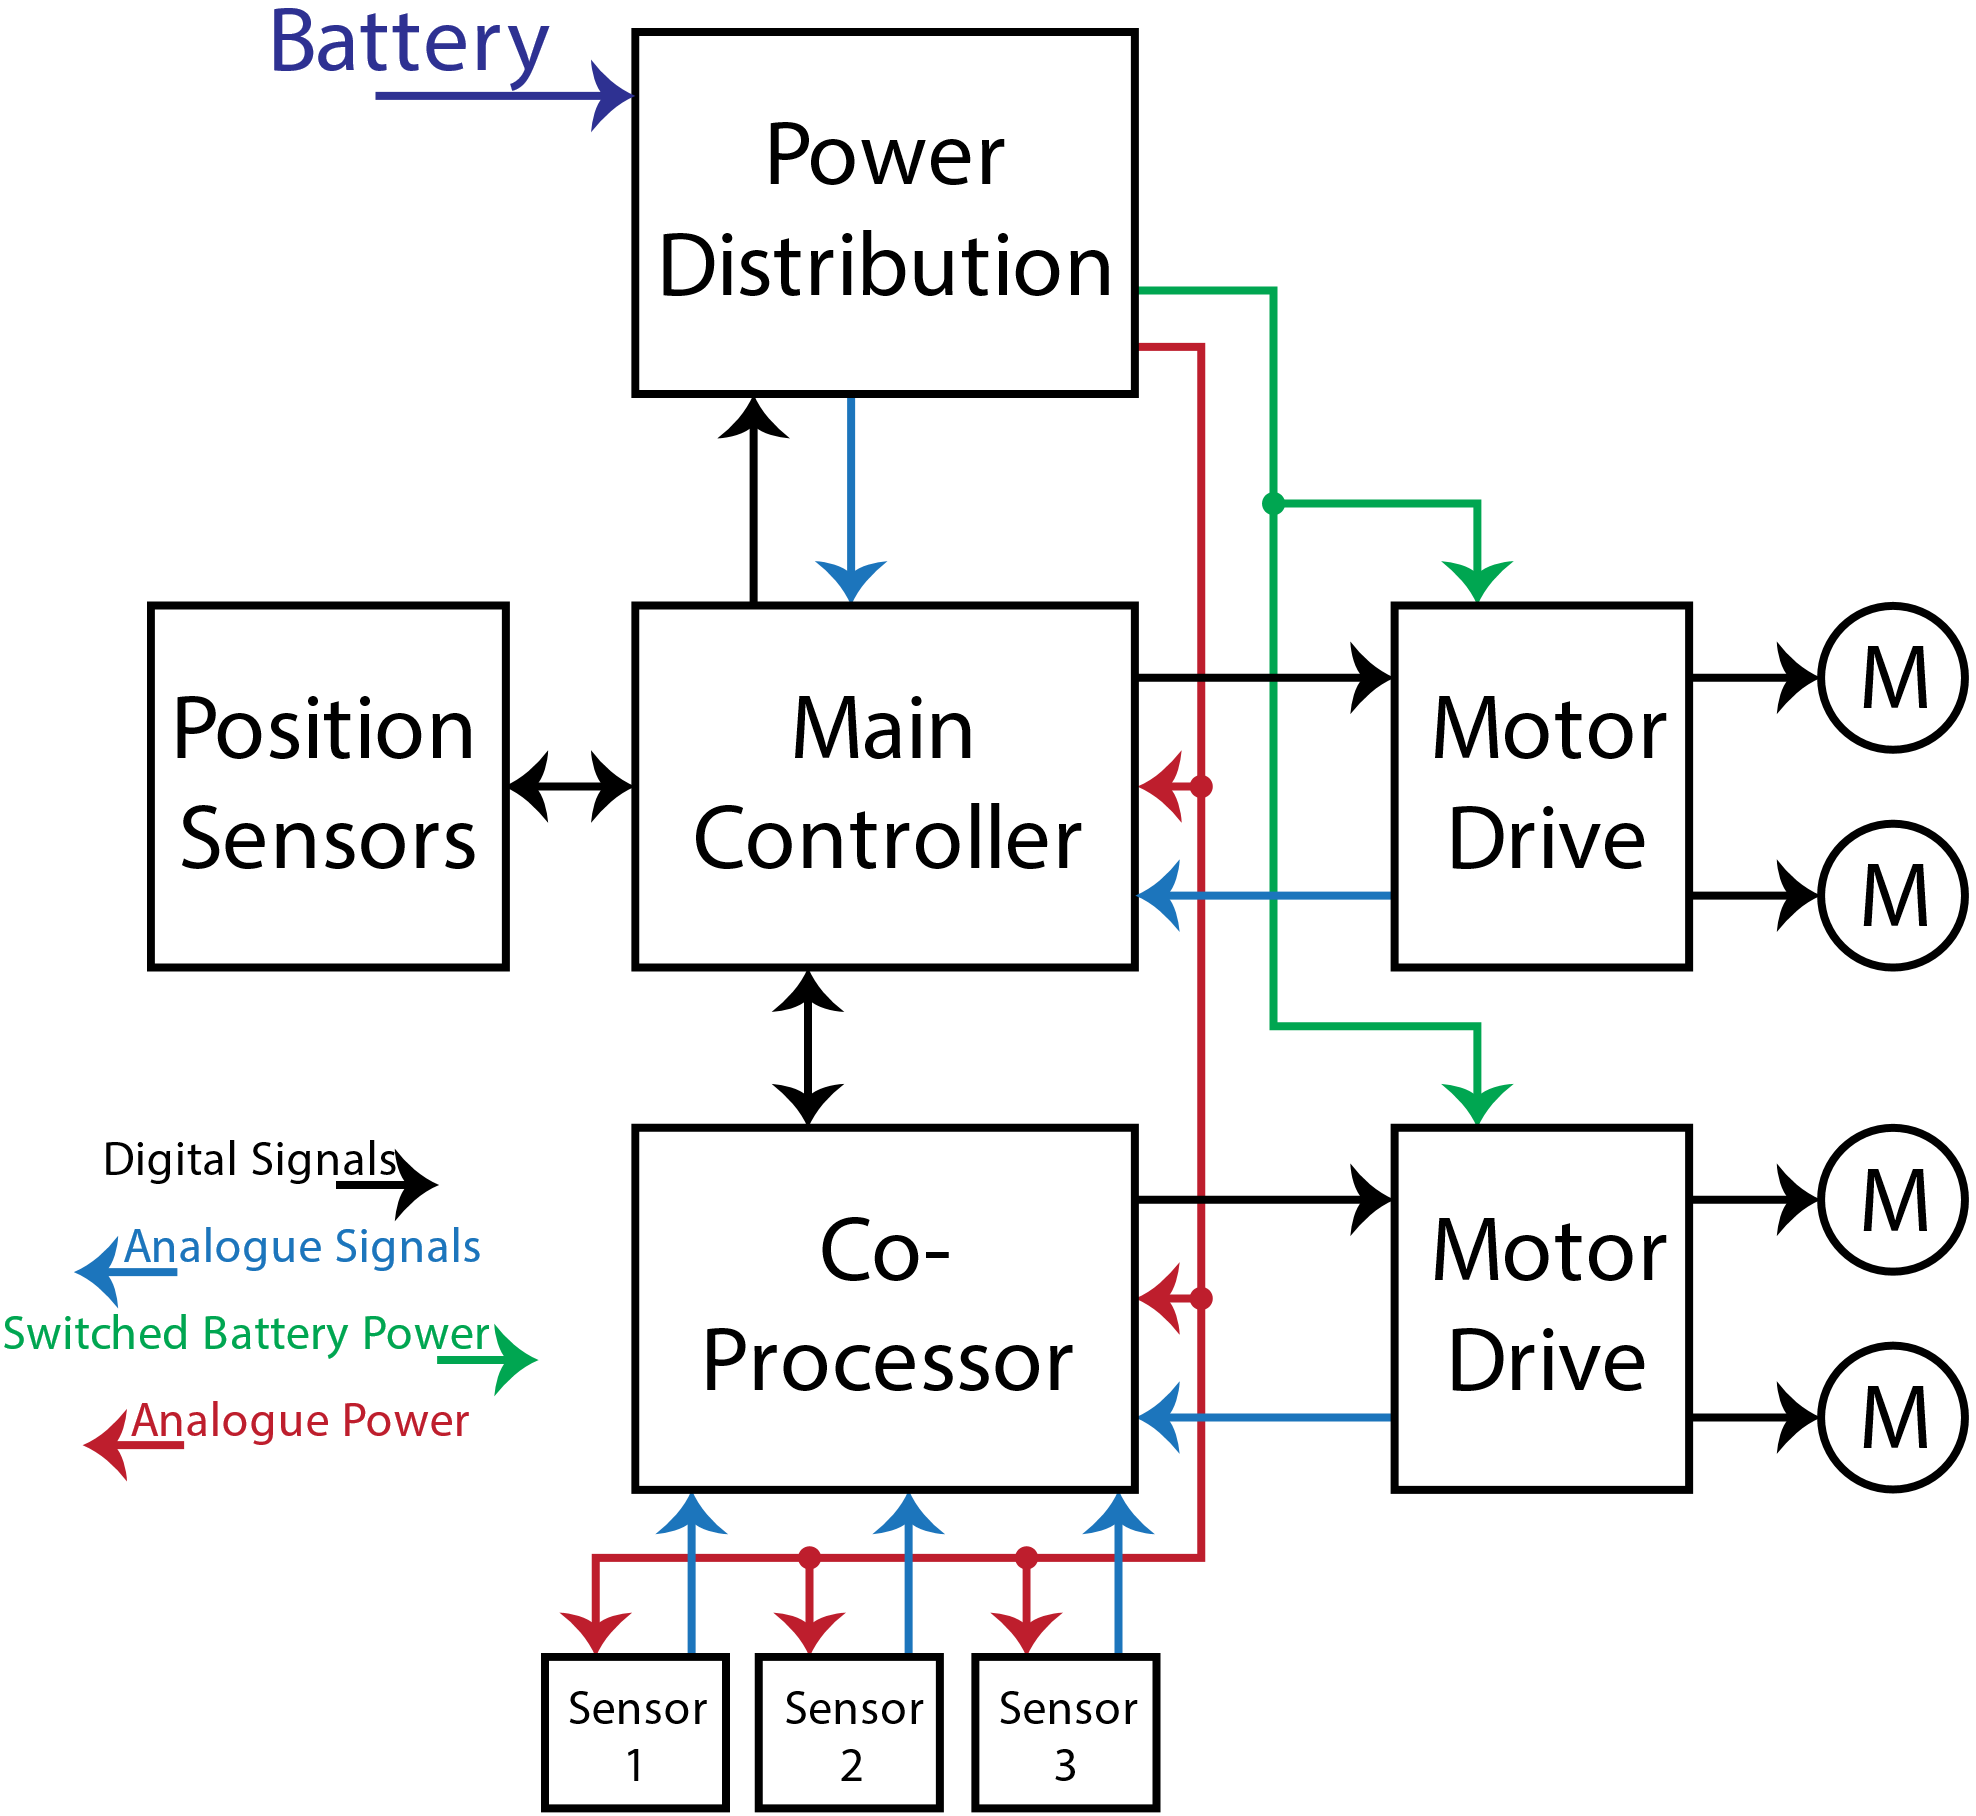 Battery
Power
Distribution
Position
Sensors
Main
Controller
Motor
Drive
M
M
Digital Signals
Analogue Signals
Switched Battery Power
Analogue Power
Co-
Processor
Motor
Drive
M
M
Sensor
1
Sensor
2
Sensor
3